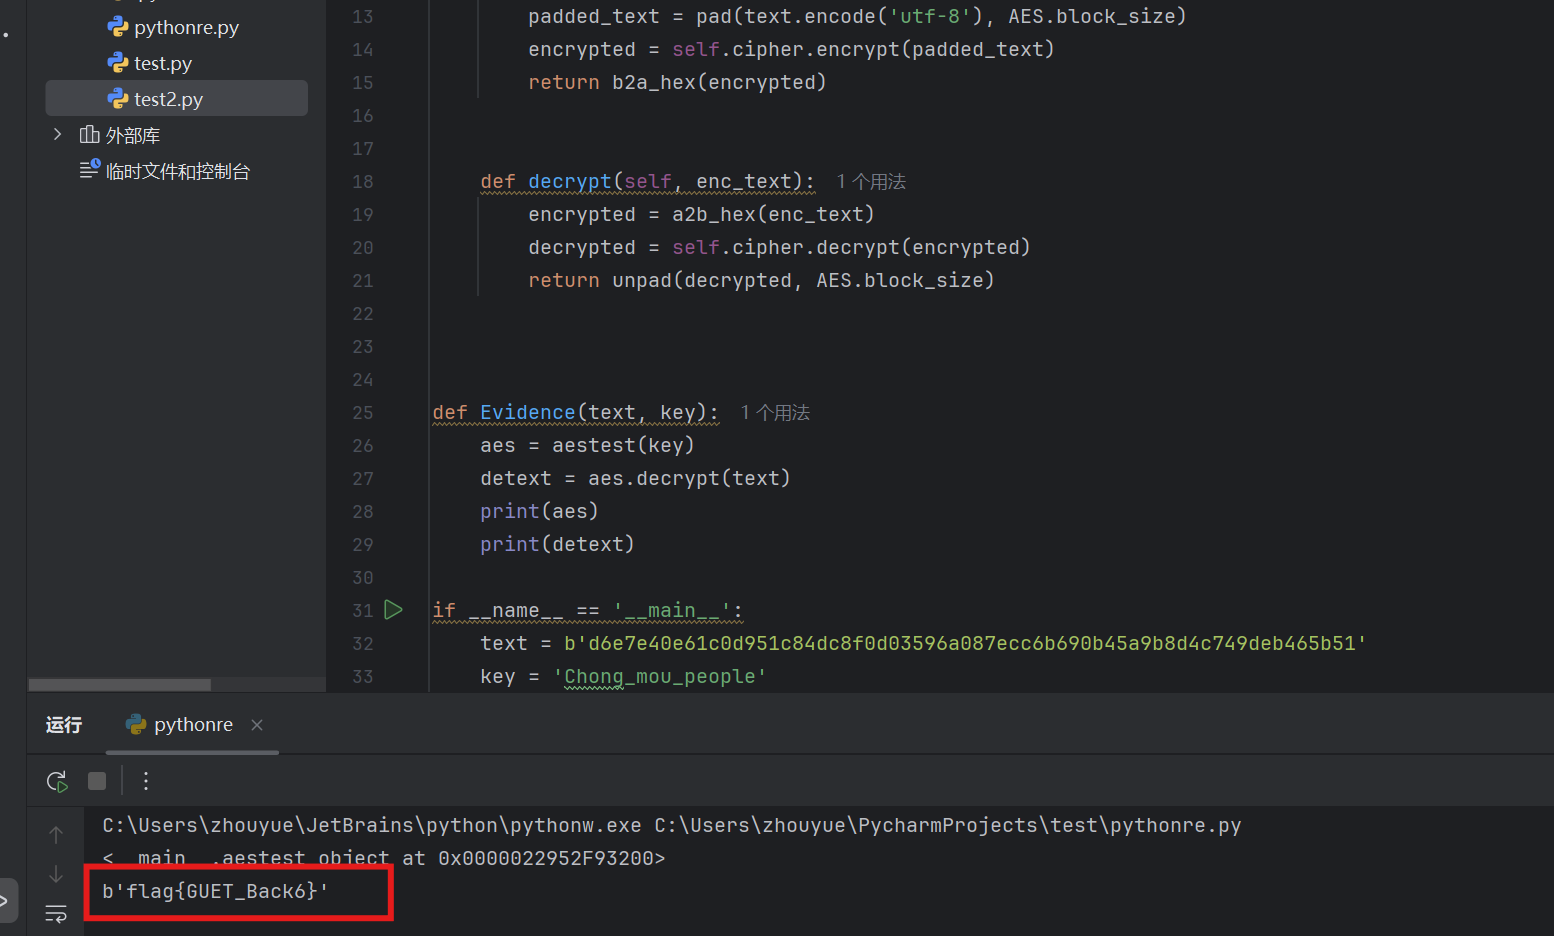 pythonre.py
test.py
test2.py
外部库
临时文件和控制台
13 padded_text = pad(text.encode('utf-8'), AES.block_size)
14 encrypted = self.cipher.encrypt(padded_text)
15 return b2a_hex(encrypted)
16
17
18 def decrypt(self, enc_text): 1 个用法
19 encrypted = a2b_hex(enc_text)
20 decrypted = self.cipher.decrypt(encrypted)
21 return unpad(decrypted, AES.block_size)
22
23
24
25 def Evidence(text, key): 1 个用法
26 aes = aestest(key)
27 detext = aes.decrypt(text)
28 print(aes)
29 print(detext)
30
31 if __name__ == '__main__':
32 text = b'd6e7e40e61c0d951c84dc8f0d03596a087ecc6b690b45a9b8d4c749deb465b51'
33 key = 'Chong_mou_people'
运行 pythonre
C:\Users\zhouyue\JetBrains\python\pythonw.exe C:\Users\zhouyue\PycharmProjects\test\pythonre.py
<__main__.aestest object at 0x0000022952F93200>
b'flag{GUET_Back6}'